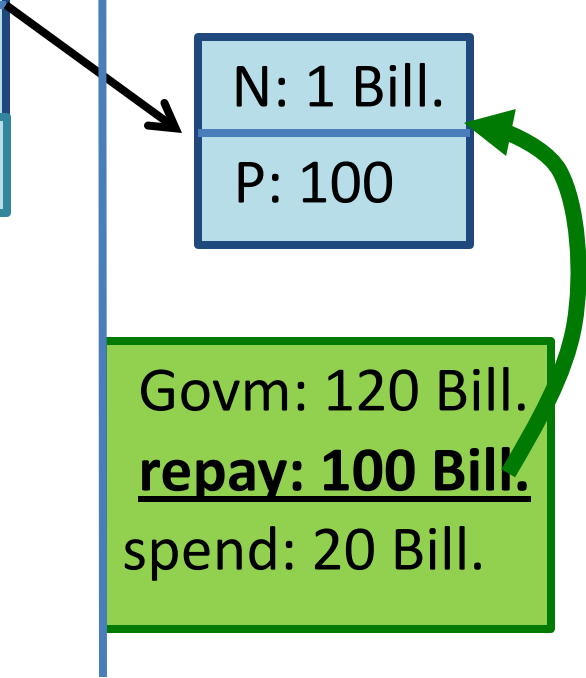 N: 1 Bill.
P: 100
Govm: 120 Bill.
repay: 100 Bill.
spend: 20 Bill.